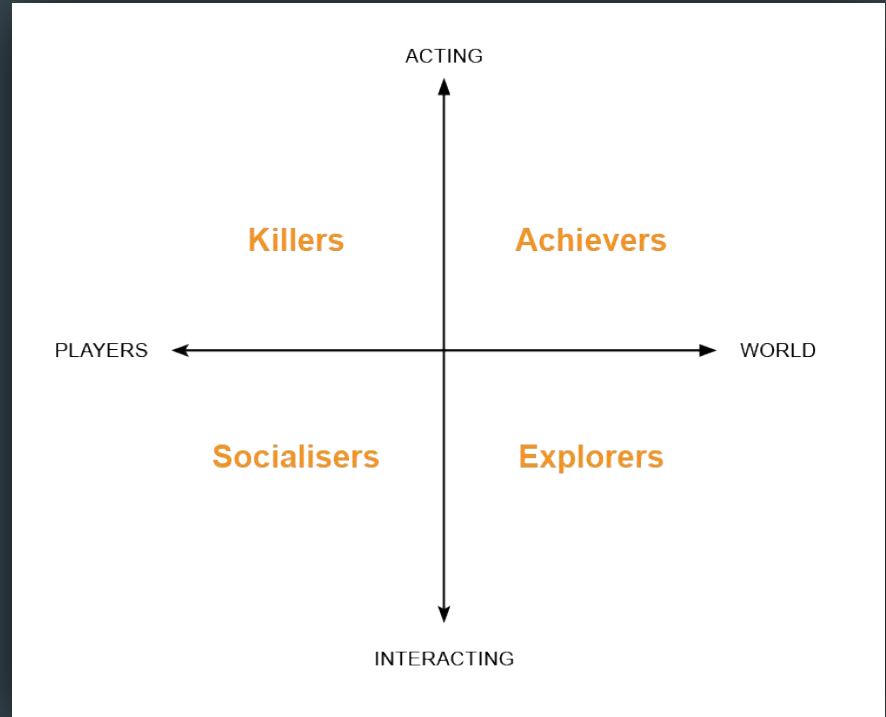 ACTING
Killers
Achievers
PLAYERS
WORLD
Socialisers
Explorers
INTERACTING